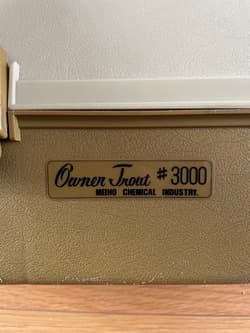 Owner Trout #3000
MEIHO CHEMICAL INDUSTRY.